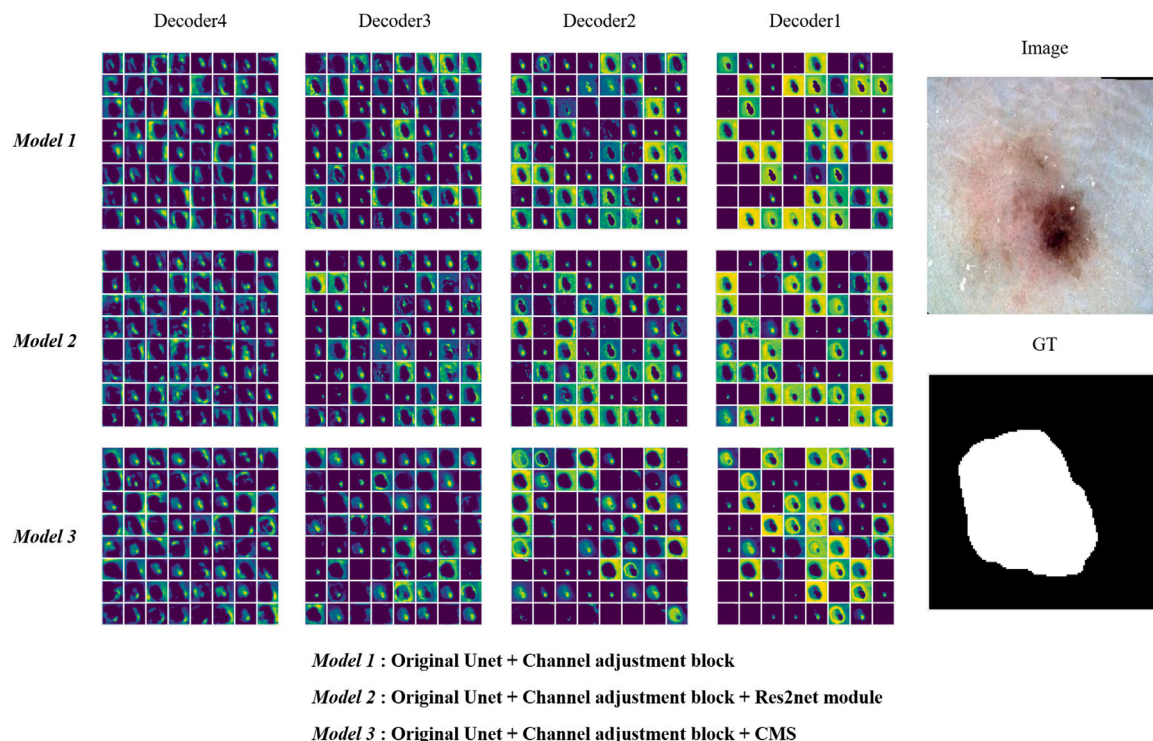 Decoder4 Decoder3 Decoder2 Decoder1
Image
Model 1
Model 2
GT
Model 3
Model 1 : Original Unet + Channel adjustment block
Model 2 : Original Unet + Channel adjustment block + Res2net module
Model 3 : Original Unet + Channel adjustment block + CMS